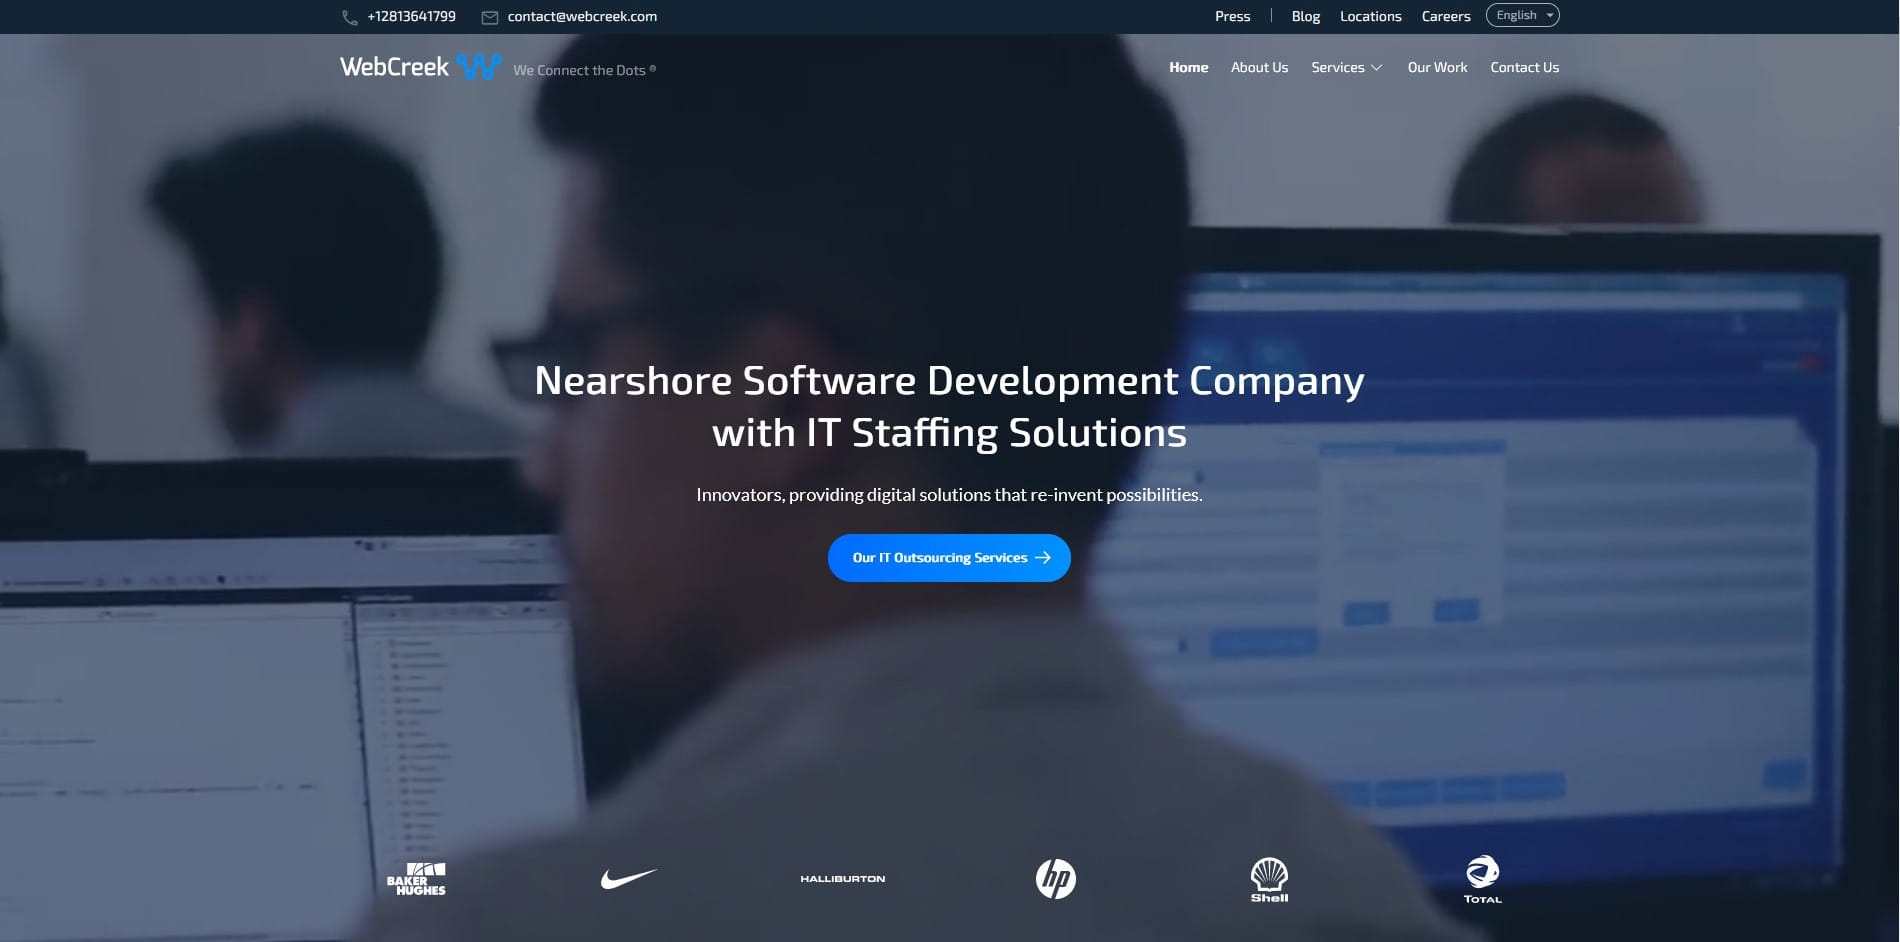 +12813641799 contact@webcreek.com Press Blog Locations Careers English
WebCreek We Connect the Dots ® Home About Us Services Our Work Contact Us
Nearshore Software Development Company
with IT Staffing Solutions
Innovators, providing digital solutions that re-invent possibilities.
Our IT Outsourcing Services
BAKER
HUGHES
HALLIBURTON
hp
Shell
TOTAL